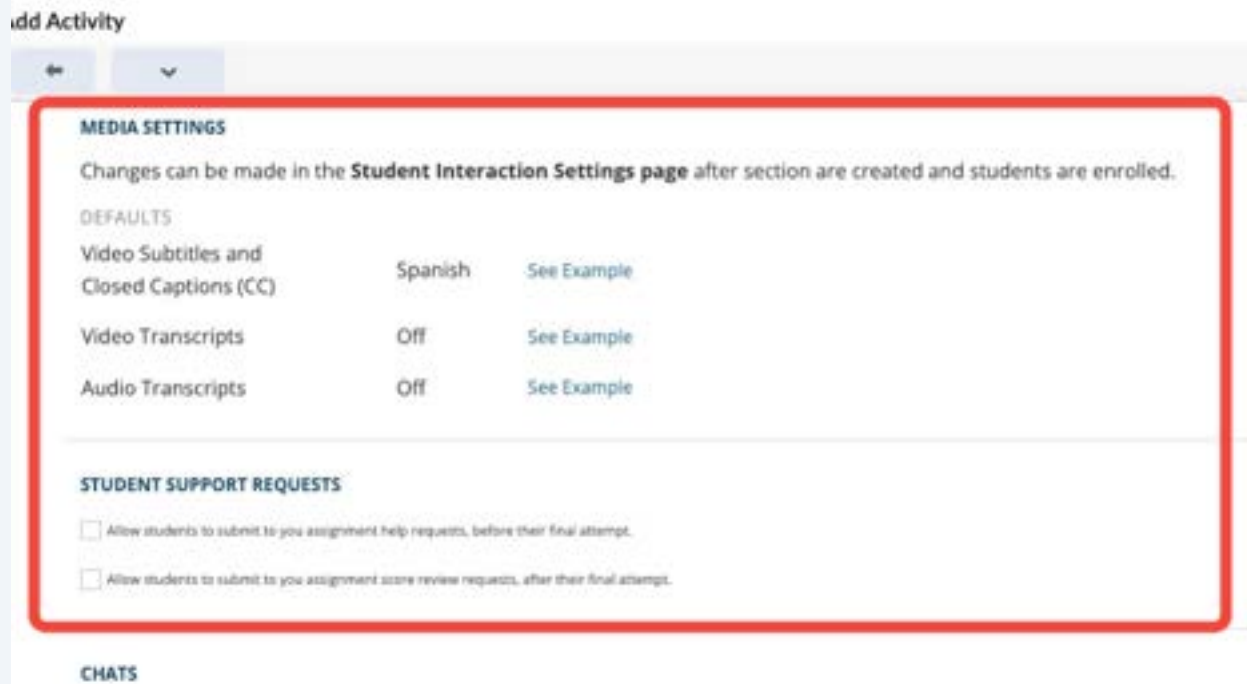 dd Activity
MEDIA SETTINGS
Changes can be made in the Student Interaction Settings page after section are created and students are enrolled.
DEFAULTS
Video Subtitles and
Closed Captions (CC) Spanish See Example
Video Transcripts Off See Example
Audio Transcripts Off See Example
STUDENT SUPPORT REQUESTS
Allow students to submit to you assignment help requests, before their final attempt.
Allow students to submit to you assignment score review requests, after their final attempt.
CHATS